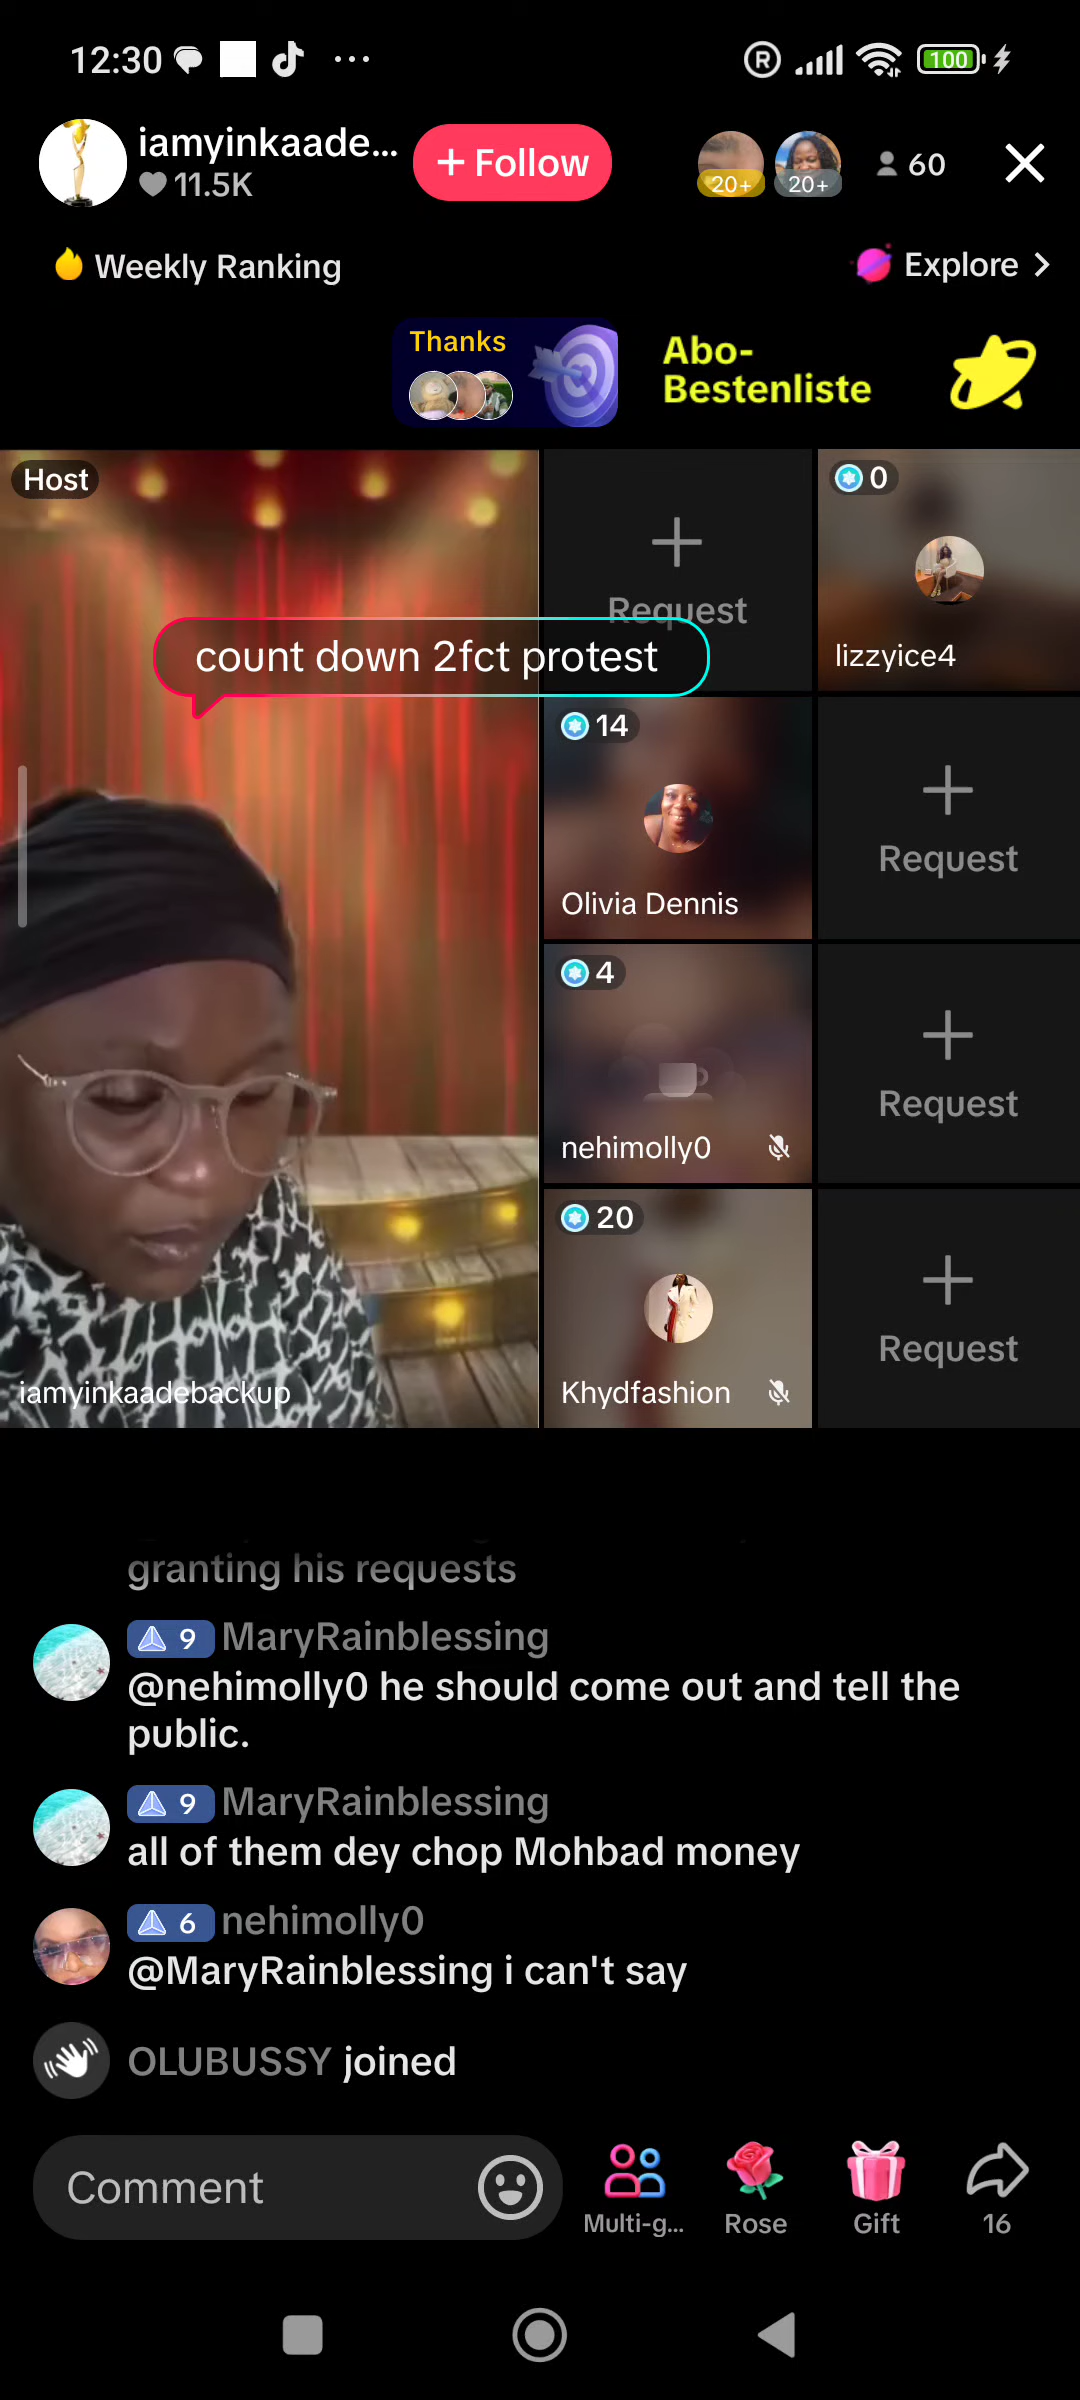 12:30
R
100
iamyinkaade...
11.5K
+ Follow
20+
20+
60
Weekly Ranking
Explore
Thanks
Abo-
Bestenliste
Host
Request
0
lizzyice4
count down 2fct protest
14
Olivia Dennis
Request
4
nehimolly0
Request
20
Khydfashion
Request
iamyinkaadebackup
granting his requests
9 MaryRainblessing
@nehimolly0 he should come out and tell the
public.
9 MaryRainblessing
all of them dey chop Mohbad money
6 nehimolly0
@MaryRainblessing i can't say
OLUBUSSY joined
Comment
Multi-g...
Rose
Gift
16